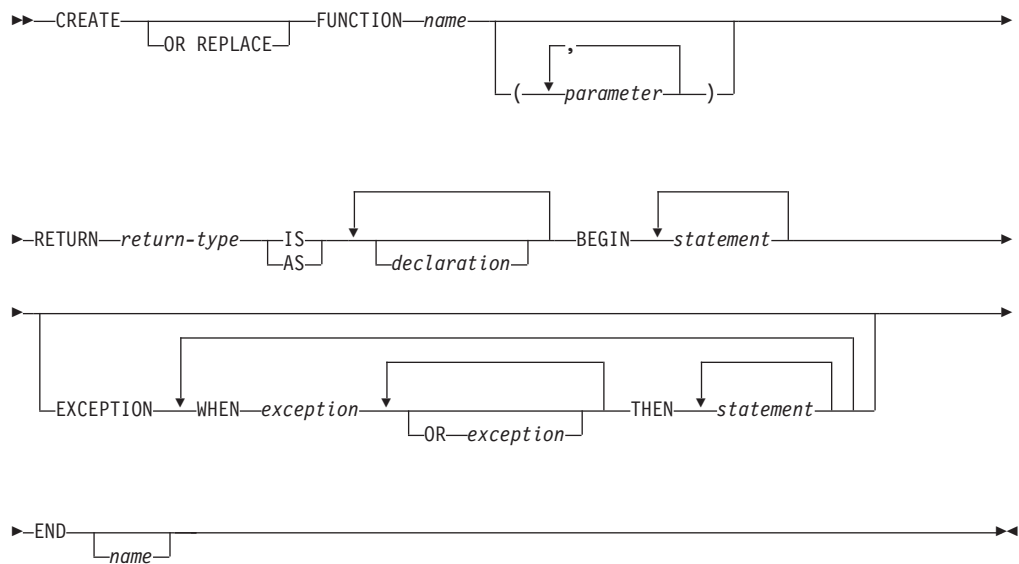 CREATE FUNCTION name
OR REPLACE
,
( parameter )
RETURN return-type IS BEGIN statement
AS declaration
EXCEPTION WHEN exception THEN statement
OR exception
END
name